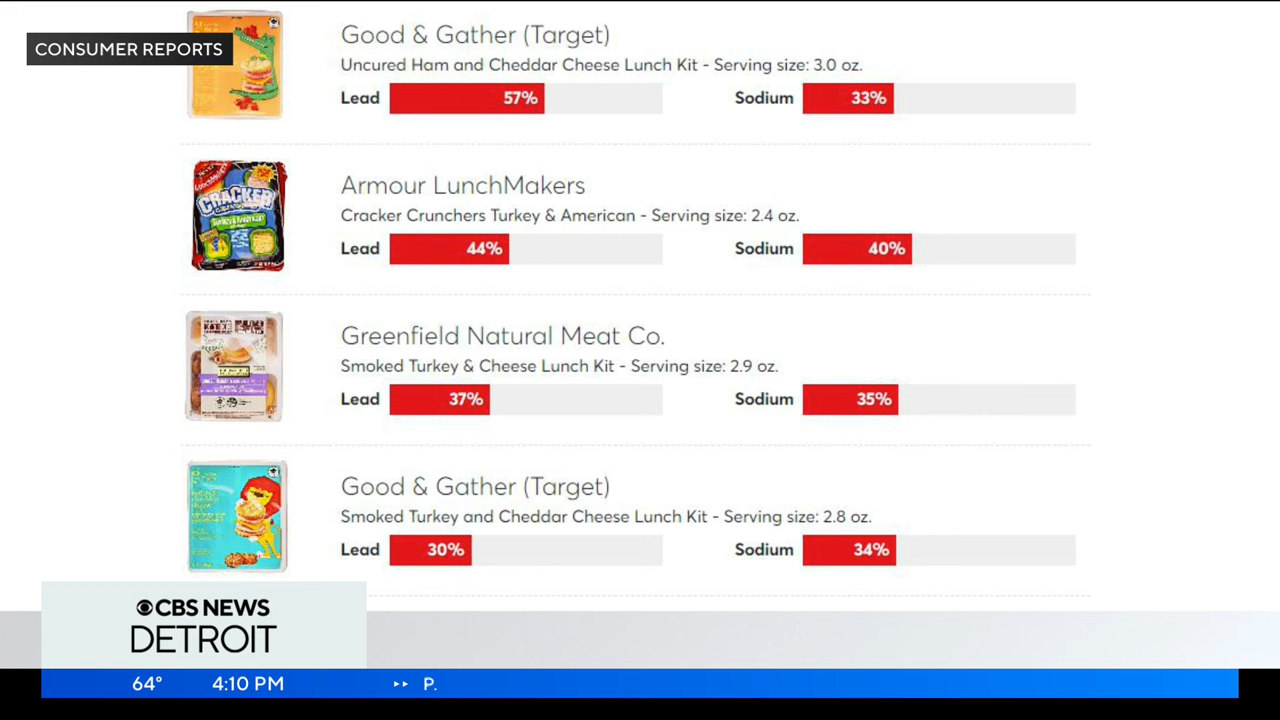 CONSUMER REPORTS
Good & Gather (Target)
Uncured Ham and Cheddar Cheese Lunch Kit - Serving size: 3.0 oz.
Lead 57% Sodium 33%
CRACKER
Armour LunchMakers
Cracker Crunchers Turkey & American - Serving size: 2.4 oz.
Lead 44% Sodium 40%
Greenfield Natural Meat Co.
Smoked Turkey & Cheese Lunch Kit - Serving size: 2.9 oz.
Lead 37% Sodium 35%
Good & Gather (Target)
Smoked Turkey and Cheddar Cheese Lunch Kit - Serving size: 2.8 oz.
Lead 30% Sodium 34%
CBS NEWS
DETROIT
64° 4:10 PM P.